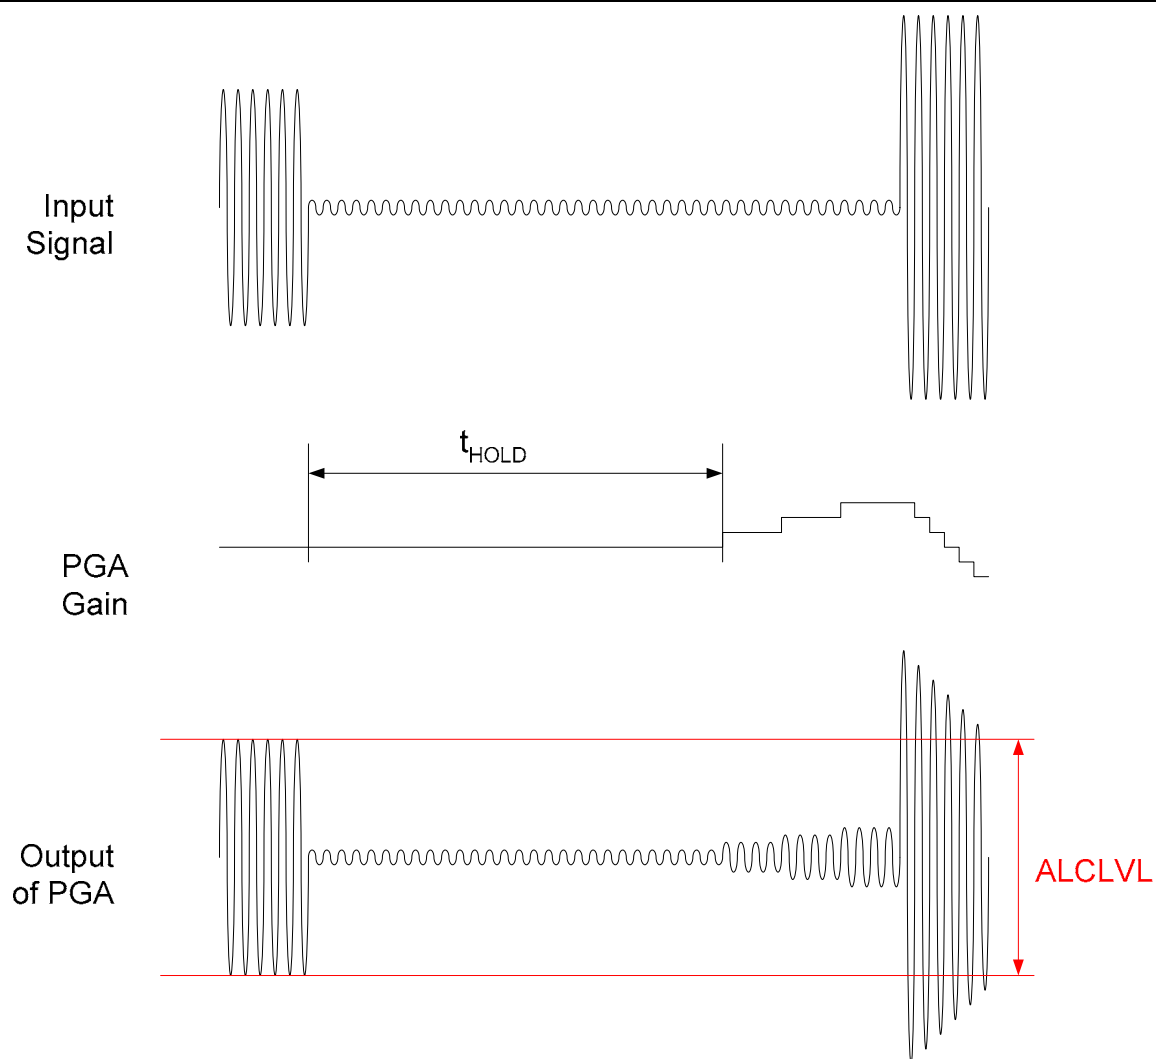 Input
Signal
tHOLD
PGA
Gain
Output
of PGA
ALCLVL